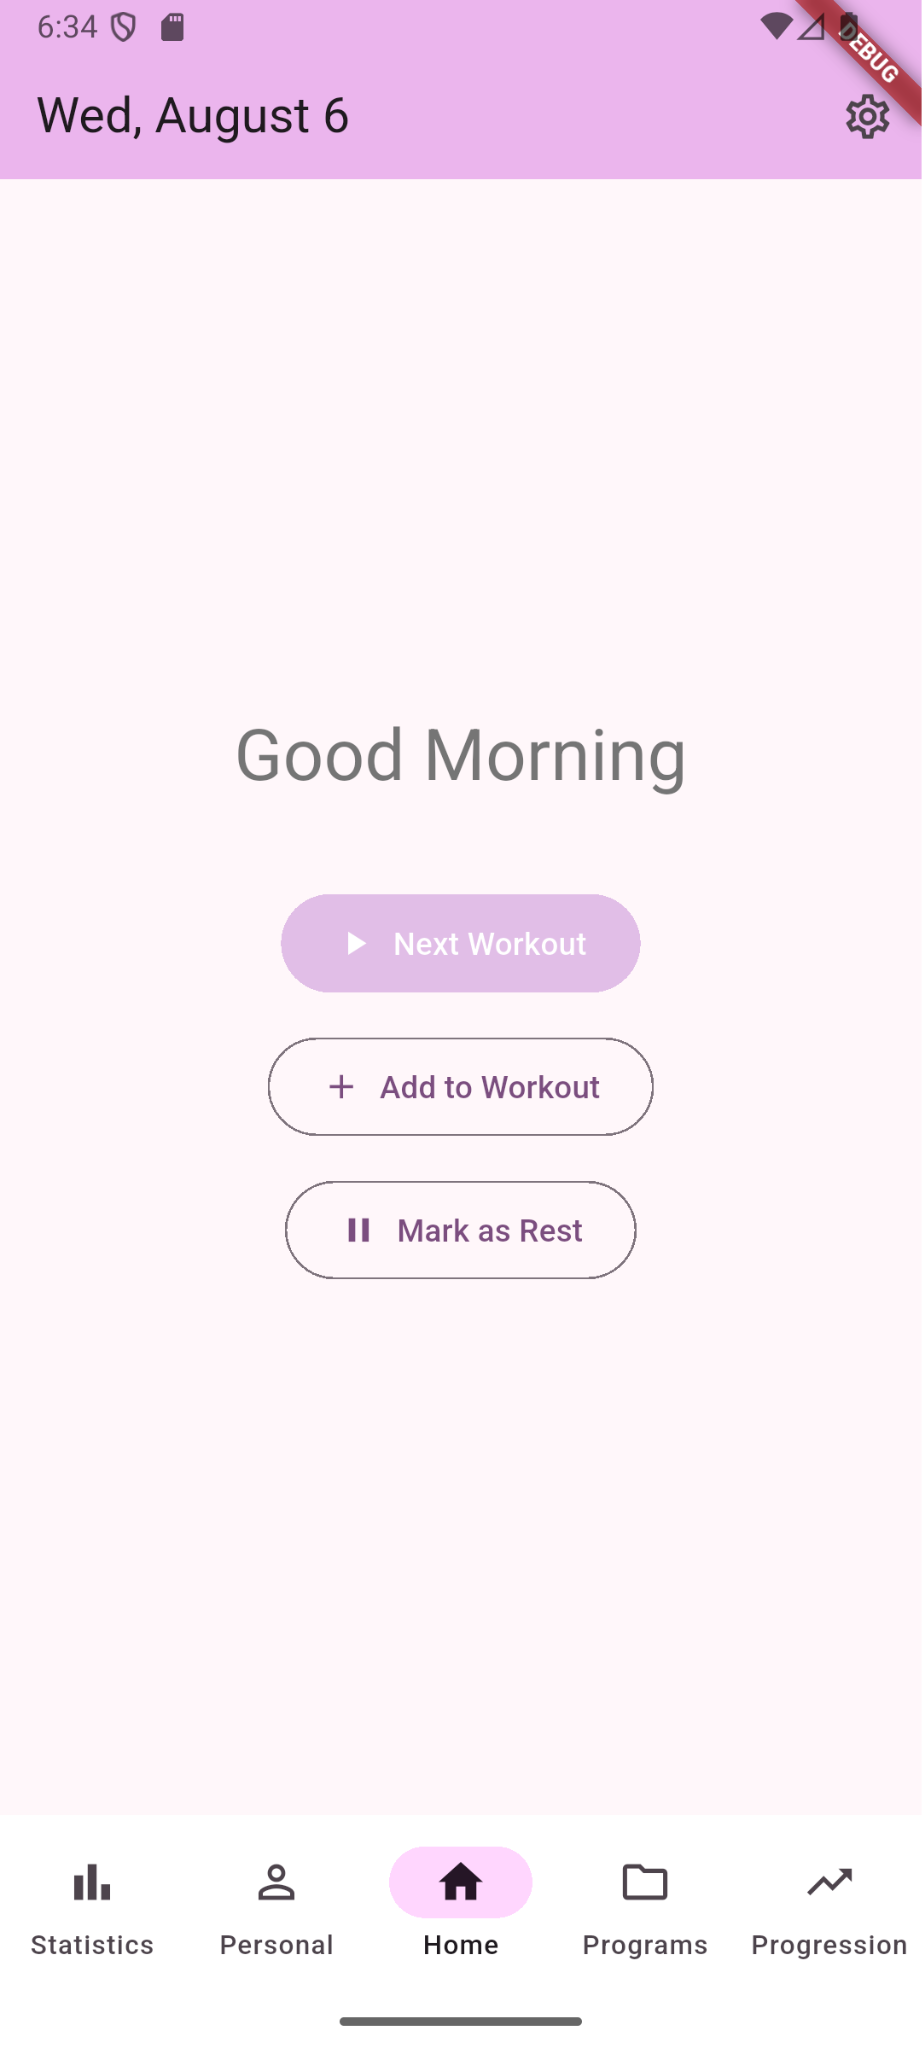 6:34
DEBUG
Wed, August 6
Good Morning
Next Workout
Add to Workout
Mark as Rest
Statistics
Personal
Home
Programs
Progression